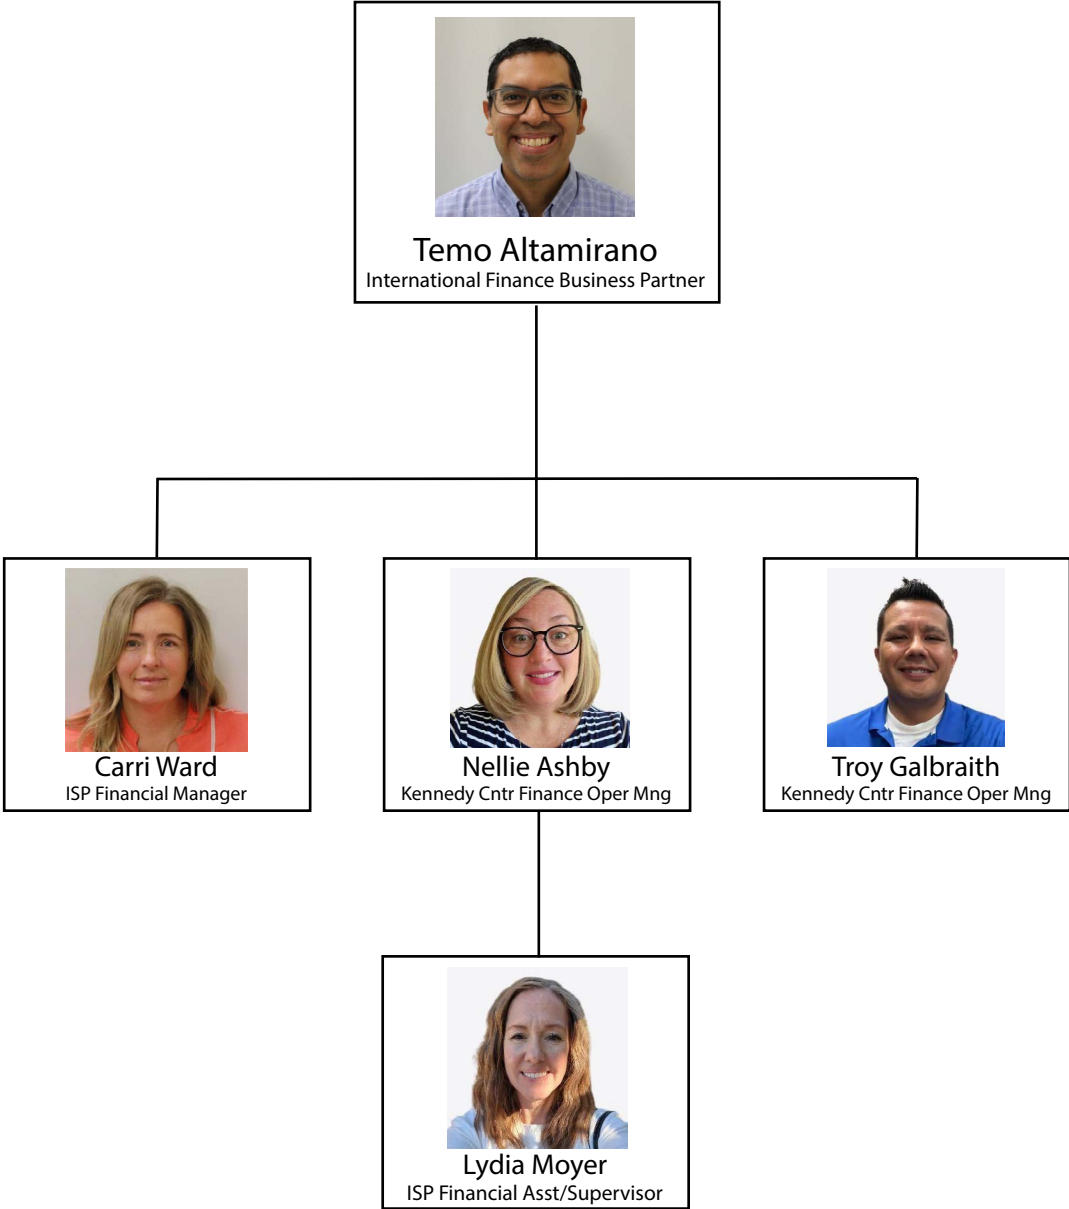 Temo Altamirano
International Finance Business Partner
Carri Ward
ISP Financial Manager
Nellie Ashby
Kennedy Cntr Finance Oper Mng
Troy Galbraith
Kennedy Cntr Finance Oper Mng
Lydia Moyer
ISP Financial Asst/Supervisor